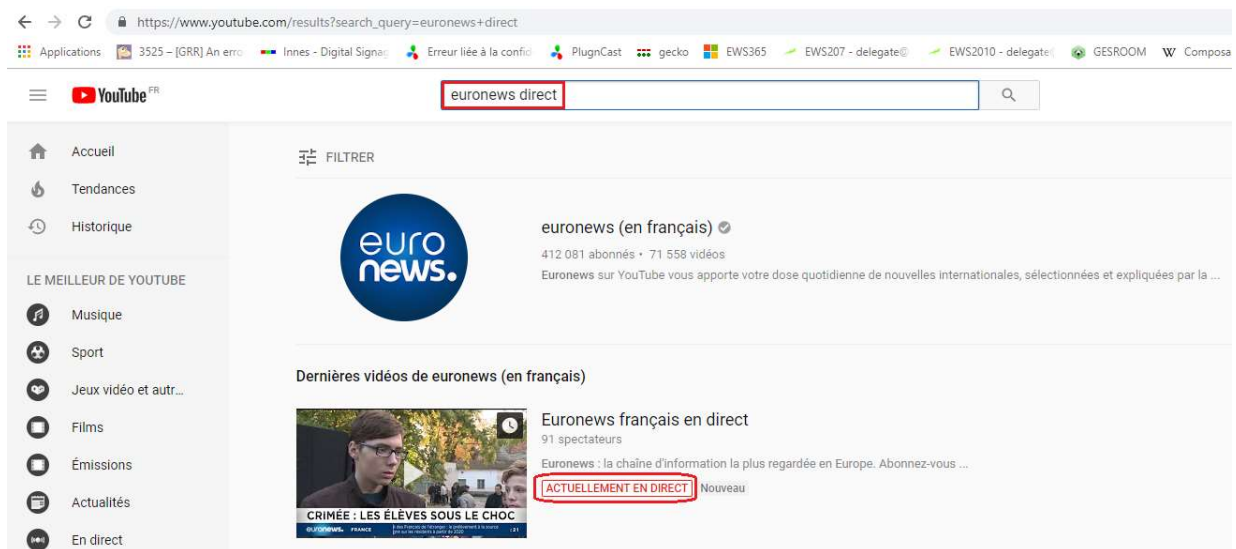 https://www.youtube.com/results?search_query=euronews+direct
Applications 3525 – [GRR] An erro Innes - Digital Signag Erreur liée à la confid PlugnCast gecko EWS365 EWS207 - delegate@ EWS2010 - delegate@ GESROOM W Composa
YouTube FR
euronews direct
Accueil
FILTRER
Tendances
Historique
euro
news.
euronews (en français)
412 081 abonnés • 71 558 vidéos
Euronews sur YouTube vous apporte votre dose quotidienne de nouvelles internationales, sélectionnées et expliquées par la ...
LE MEILLEUR DE YOUTUBE
Musique
Sport
Jeux vidéo et autr...
Films
Émissions
Actualités
En direct
Dernières vidéos de euronews (en français)
CRIMÉE : LES ÉLÈVES SOUS LE CHOC
euronews. FRANCE
Euronews français en direct
91 spectateurs
Euronews : la chaîne d'information la plus regardée en Europe. Abonnez-vous ...
ACTUELLEMENT EN DIRECT Nouveau